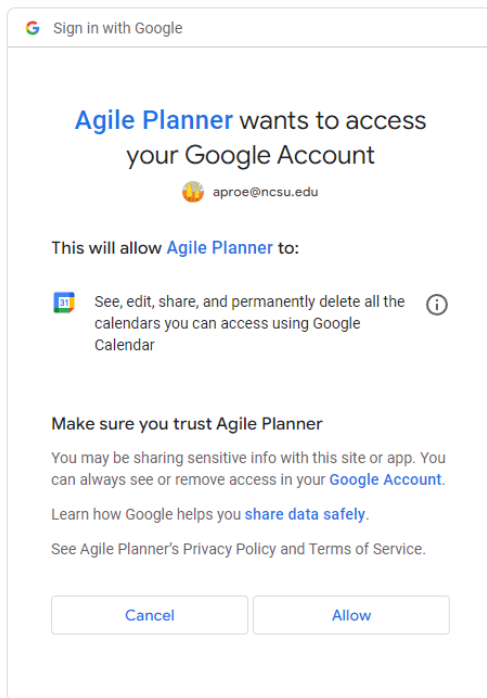 Sign in with Google
Agile Planner wants to access
your Google Account
aproe@ncsu.edu
This will allow Agile Planner to:
31
See, edit, share, and permanently delete all the
calendars you can access using Google
Calendar
Make sure you trust Agile Planner
You may be sharing sensitive info with this site or app. You
can always see or remove access in your Google Account.
Learn how Google helps you share data safely.
See Agile Planner's Privacy Policy and Terms of Service.
Cancel
Allow